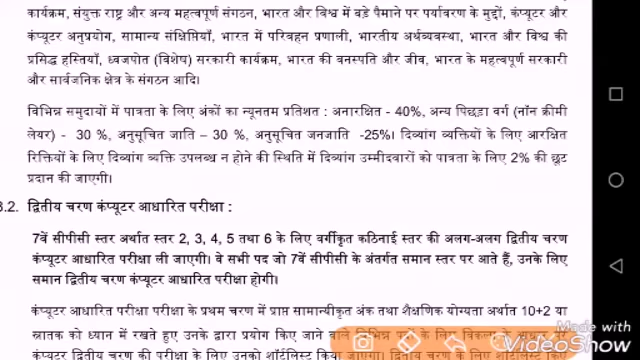 कार्यक्रम, संयुक्त राष्ट्र और अन्य महत्वपूर्ण संगठन, भारत और विश्व में बड़े पैमाने पर पर्यावरण के मुद्दों, कंप्यूटर और
कंप्यूटर अनुप्रयोग, सामान्य संक्षिप्तियाँ, भारत में परिवहन प्रणाली, भारतीय अर्थव्यवस्था, भारत और विश्व की
प्रसिद्ध हस्तियाँ, ध्वजपोत (विशेष) सरकारी कार्यक्रम, भारत की वनस्पति और जीव, भारत के महत्वपूर्ण सरकारी
और सार्वजनिक क्षेत्र के संगठन आदि।
विभिन्न समुदायों में पात्रता के लिए अंकों का न्यूनतम प्रतिशत : अनारक्षित - 40%, अन्य पिछड़ा वर्ग (नॉन क्रीमी
लेयर) - 30 %, अनुसूचित जाति – 30 %, अनुसूचित जनजाति -25%। दिव्यांग व्यक्तियों के लिए आरक्षित
रिक्तियों के लिए दिव्यांग व्यक्ति उपलब्ध न होने की स्थिति में दिव्यांग उम्मीदवारों को पात्रता के लिए 2% की छूट
प्रदान की जाएगी।
3.2. द्वितीय चरण कंप्यूटर आधारित परीक्षा :
7वें सीपीसी स्तर अर्थात स्तर 2, 3, 4, 5 तथा 6 के लिए वर्गीकृत कठिनाई स्तर की अलग-अलग द्वितीय चरण
कंप्यूटर आधारित परीक्षा ली जाएगी। वे सभी पद जो 7वें सीपीसी के अंतर्गत समान स्तर पर आते हैं, उनके लिए
समान द्वितीय चरण कंप्यूटर आधारित परीक्षा होगी।
कंप्यूटर आधारित परीक्षा परीक्षा के प्रथम चरण में प्राप्त सामान्यीकृत अंक तथा शैक्षणिक योग्यता अर्थात 10+2 या
स्नातक को ध्यान में रखते हुए उनके द्वारा प्रयोग किए जाने वाले विभिन्न पदों के लिए विकल्प के आधार पर
कंप्यूटर द्वितीय चरण की परीक्षा के लिए उनको शॉर्टलिस्ट किया जाएगा। द्वितीय चरण के लिए शॉर्टलिस्ट किए
Made with
VideoShow